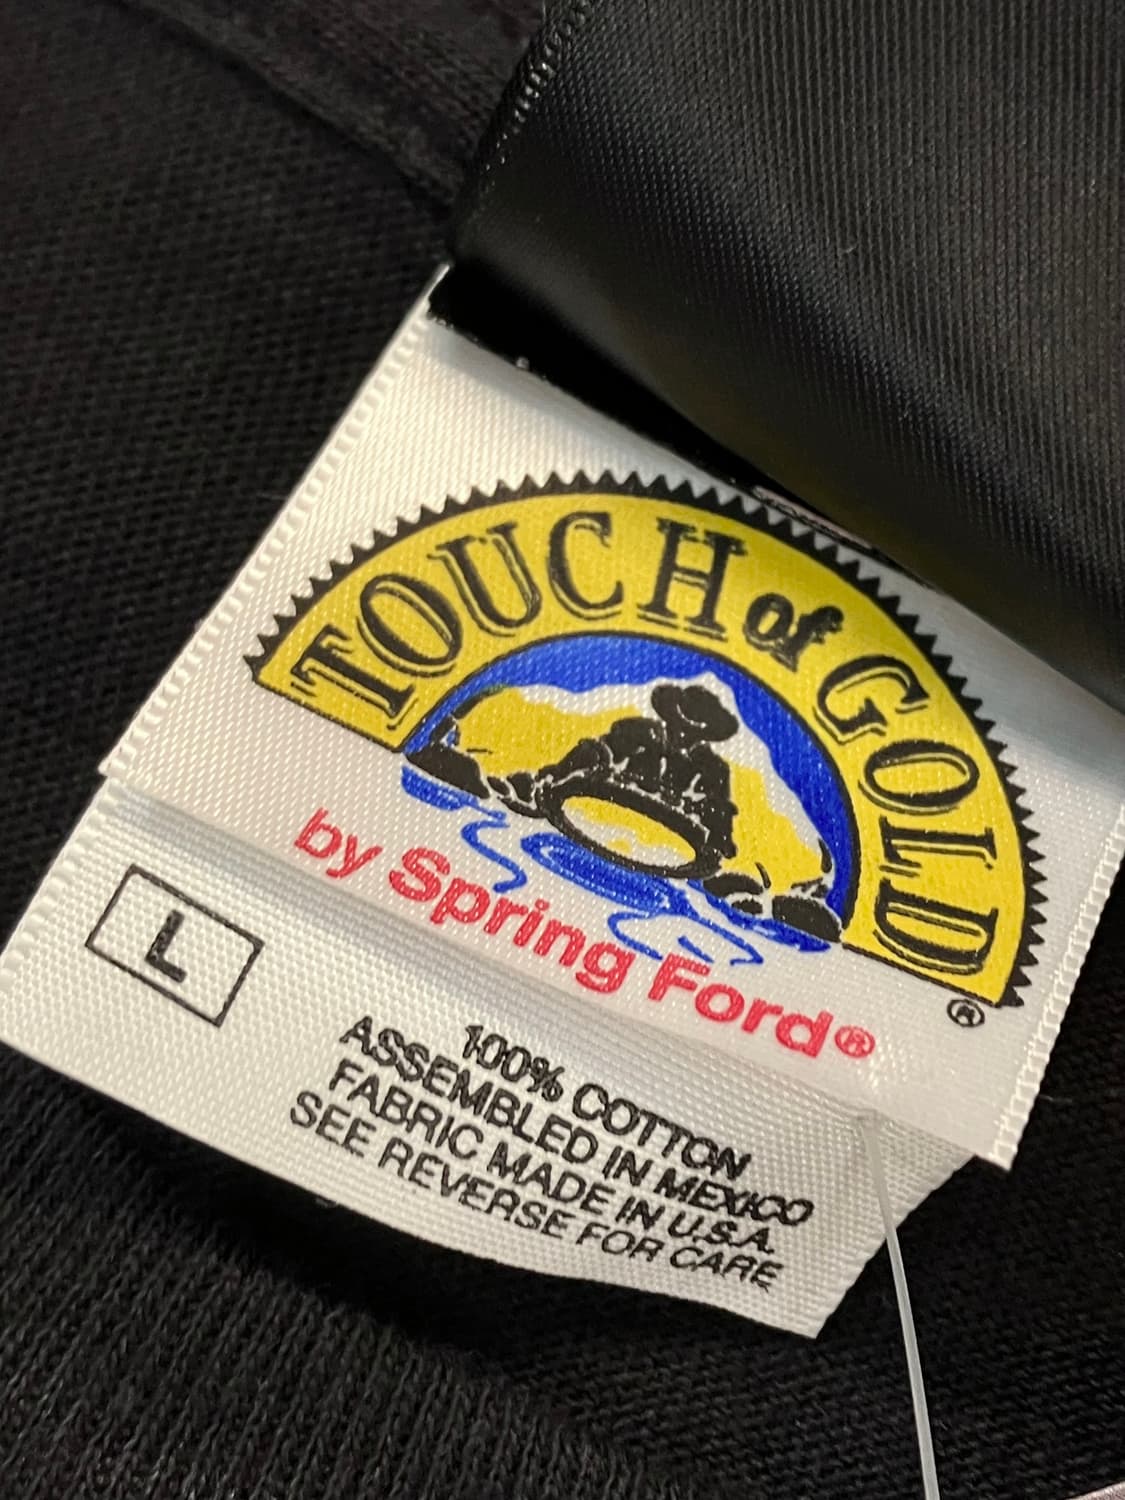 TOUCH of GOLD
®
by Spring Ford®
L
100% COTTON
ASSEMBLED IN MEXICO
FABRIC MADE IN U.S.A.
SEE REVERSE FOR CARE